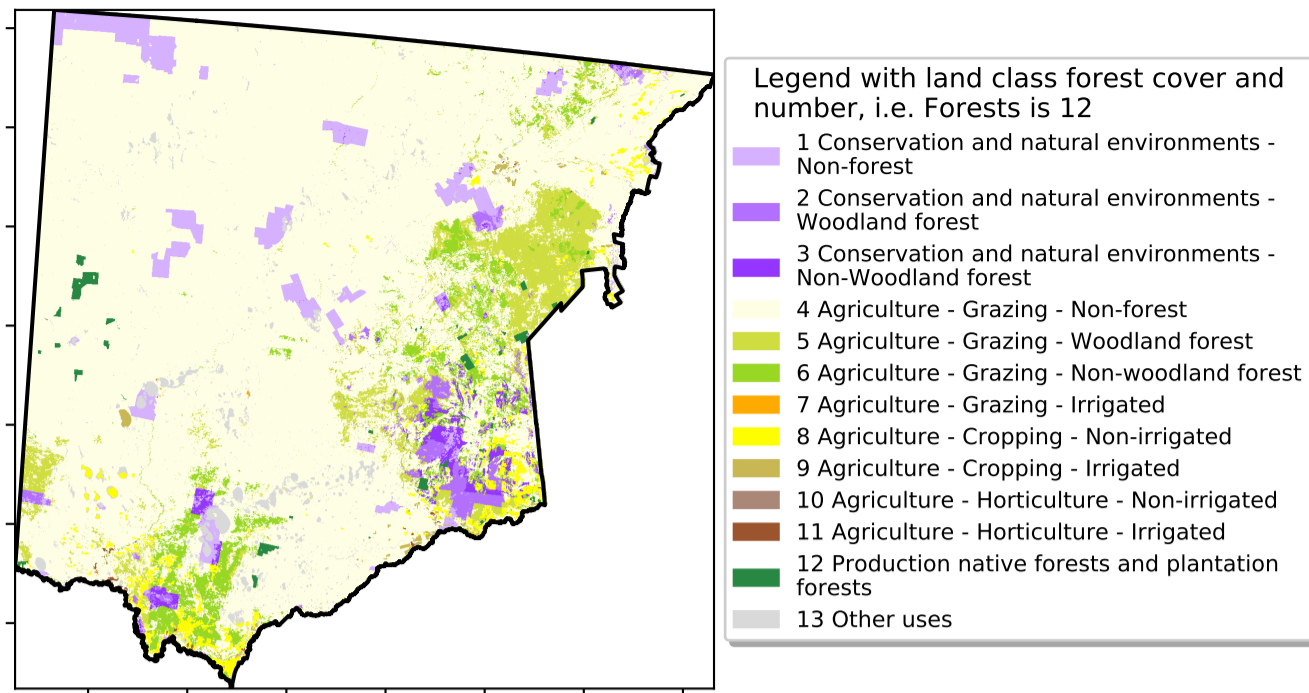 Legend with land class forest cover and
number, i.e. Forests is 12
1 Conservation and natural environments -
Non-forest
2 Conservation and natural environments -
Woodland forest
3 Conservation and natural environments -
Non-Woodland forest
4 Agriculture - Grazing - Non-forest
5 Agriculture - Grazing - Woodland forest
6 Agriculture - Grazing - Non-woodland forest
7 Agriculture - Grazing - Irrigated
8 Agriculture - Cropping - Non-irrigated
9 Agriculture - Cropping - Irrigated
10 Agriculture - Horticulture - Non-irrigated
11 Agriculture - Horticulture - Irrigated
12 Production native forests and plantation
forests
13 Other uses